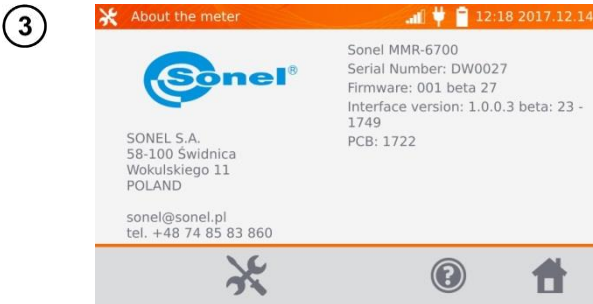 3
About the meter
12:18 2017.12.14
Sonel®
SONEL S.A.
58-100 Świdnica
Wokulskiego 11
POLAND
sonel@sonel.pl
tel. +48 74 85 83 860
Sonel MMR-6700
Serial Number: DW0027
Firmware: 001 beta 27
Interface version: 1.0.0.3 beta: 23 -
1749
PCB: 1722
?